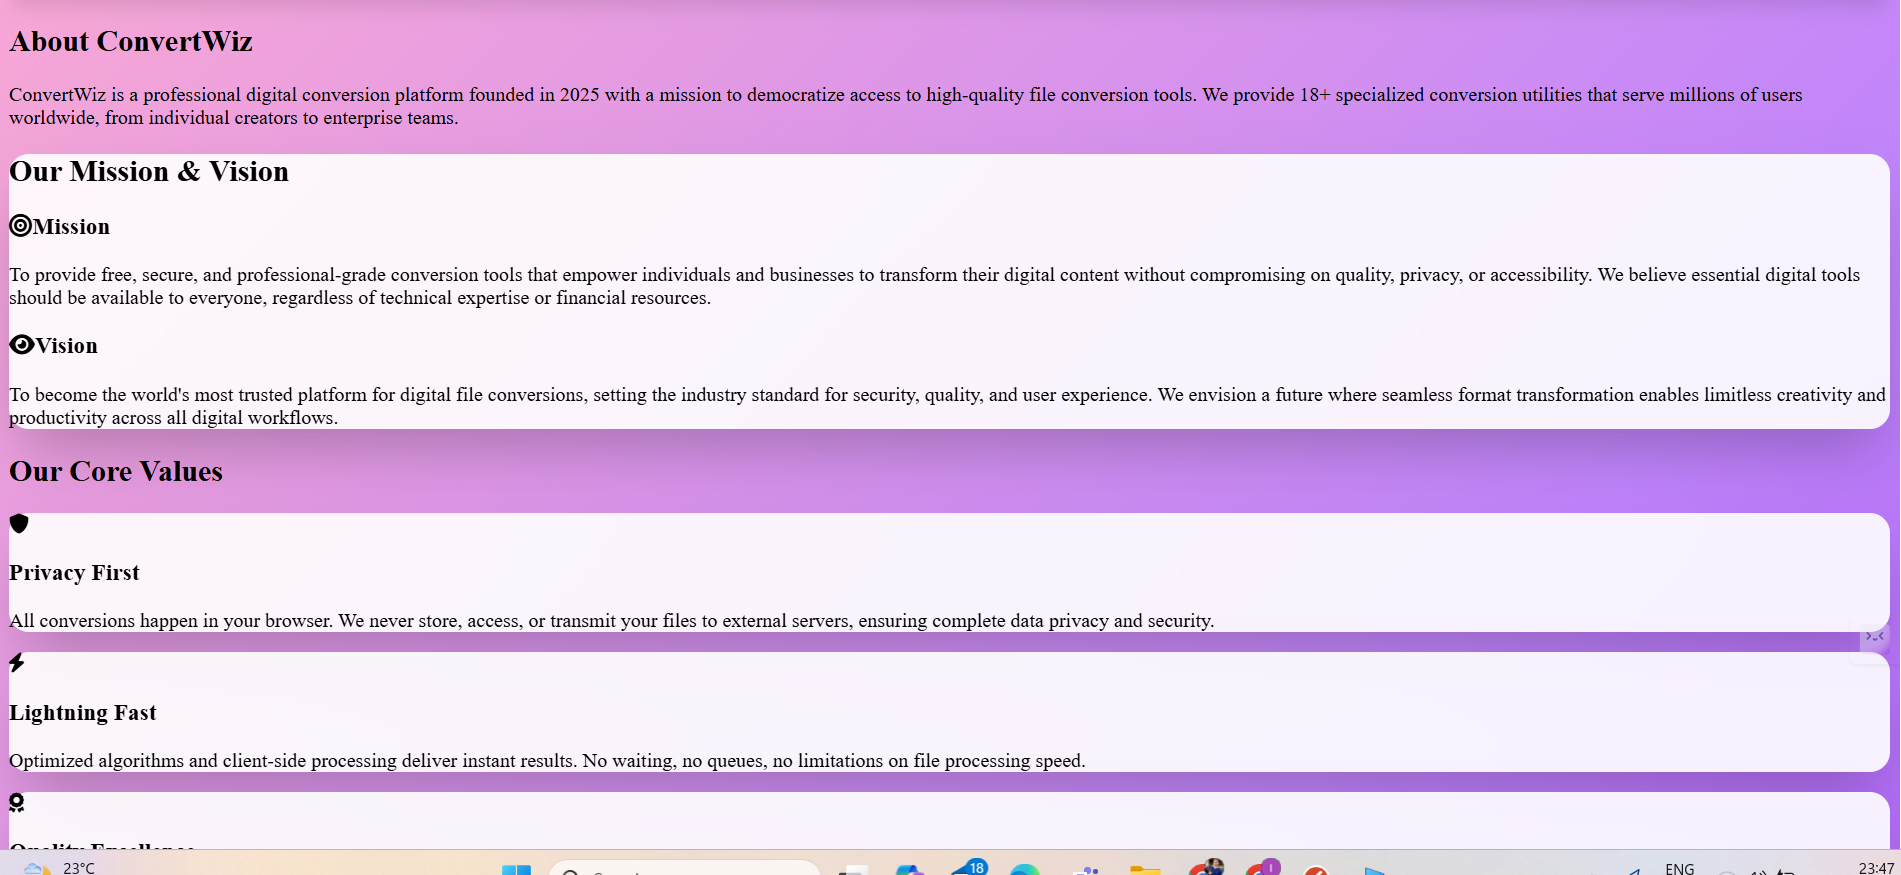 About ConvertWiz
ConvertWiz is a professional digital conversion platform founded in 2025 with a mission to democratize access to high-quality file conversion tools. We provide 18+ specialized conversion utilities that serve millions of users
worldwide, from individual creators to enterprise teams.
Our Mission & Vision
Mission
To provide free, secure, and professional-grade conversion tools that empower individuals and businesses to transform their digital content without compromising on quality, privacy, or accessibility. We believe essential digital tools
should be available to everyone, regardless of technical expertise or financial resources.
Vision
To become the world's most trusted platform for digital file conversions, setting the industry standard for security, quality, and user experience. We envision a future where seamless format transformation enables limitless creativity and
productivity across all digital workflows.
Our Core Values
Privacy First
All conversions happen in your browser. We never store, access, or transmit your files to external servers, ensuring complete data privacy and security.
Lightning Fast
Optimized algorithms and client-side processing deliver instant results. No waiting, no queues, no limitations on file processing speed.
Quality Excellence
23°C
18
ENG
23:47